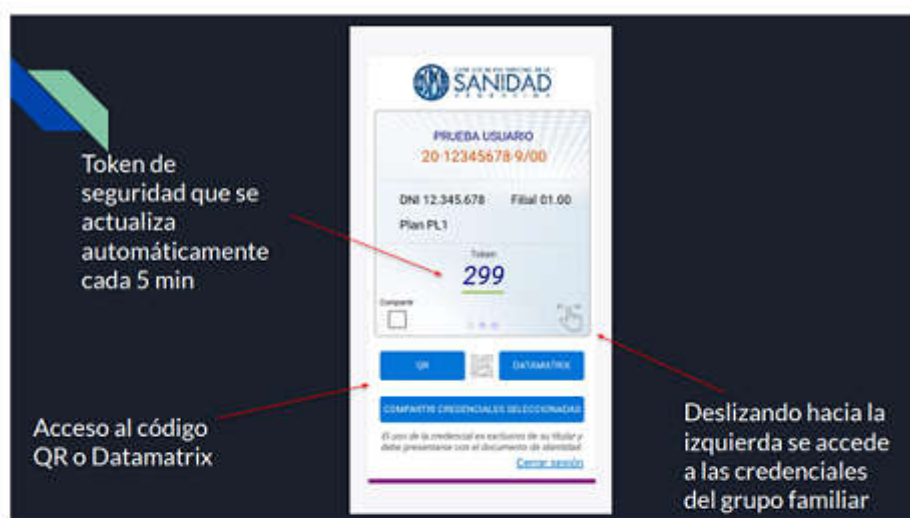 SANIDAD
PRUEBA USUARIO
20-12345678-9/00
DNI 12.345.678 Filial 01.00
Plan PL1
Token
299
Compartir
QR
DATAMATRIX
COMPARTIR CREDENCIALES SELECCIONADAS
El uso de la credencial es exclusivo de su titular y
debe presentarse con el documento de identidad.
Cerrar sesión
Token de
seguridad que se
actualiza
automáticamente
cada 5 min
Acceso al código
QR o Datamatrix
Deslizando hacia la
izquierda se accede
a las credenciales
del grupo familiar